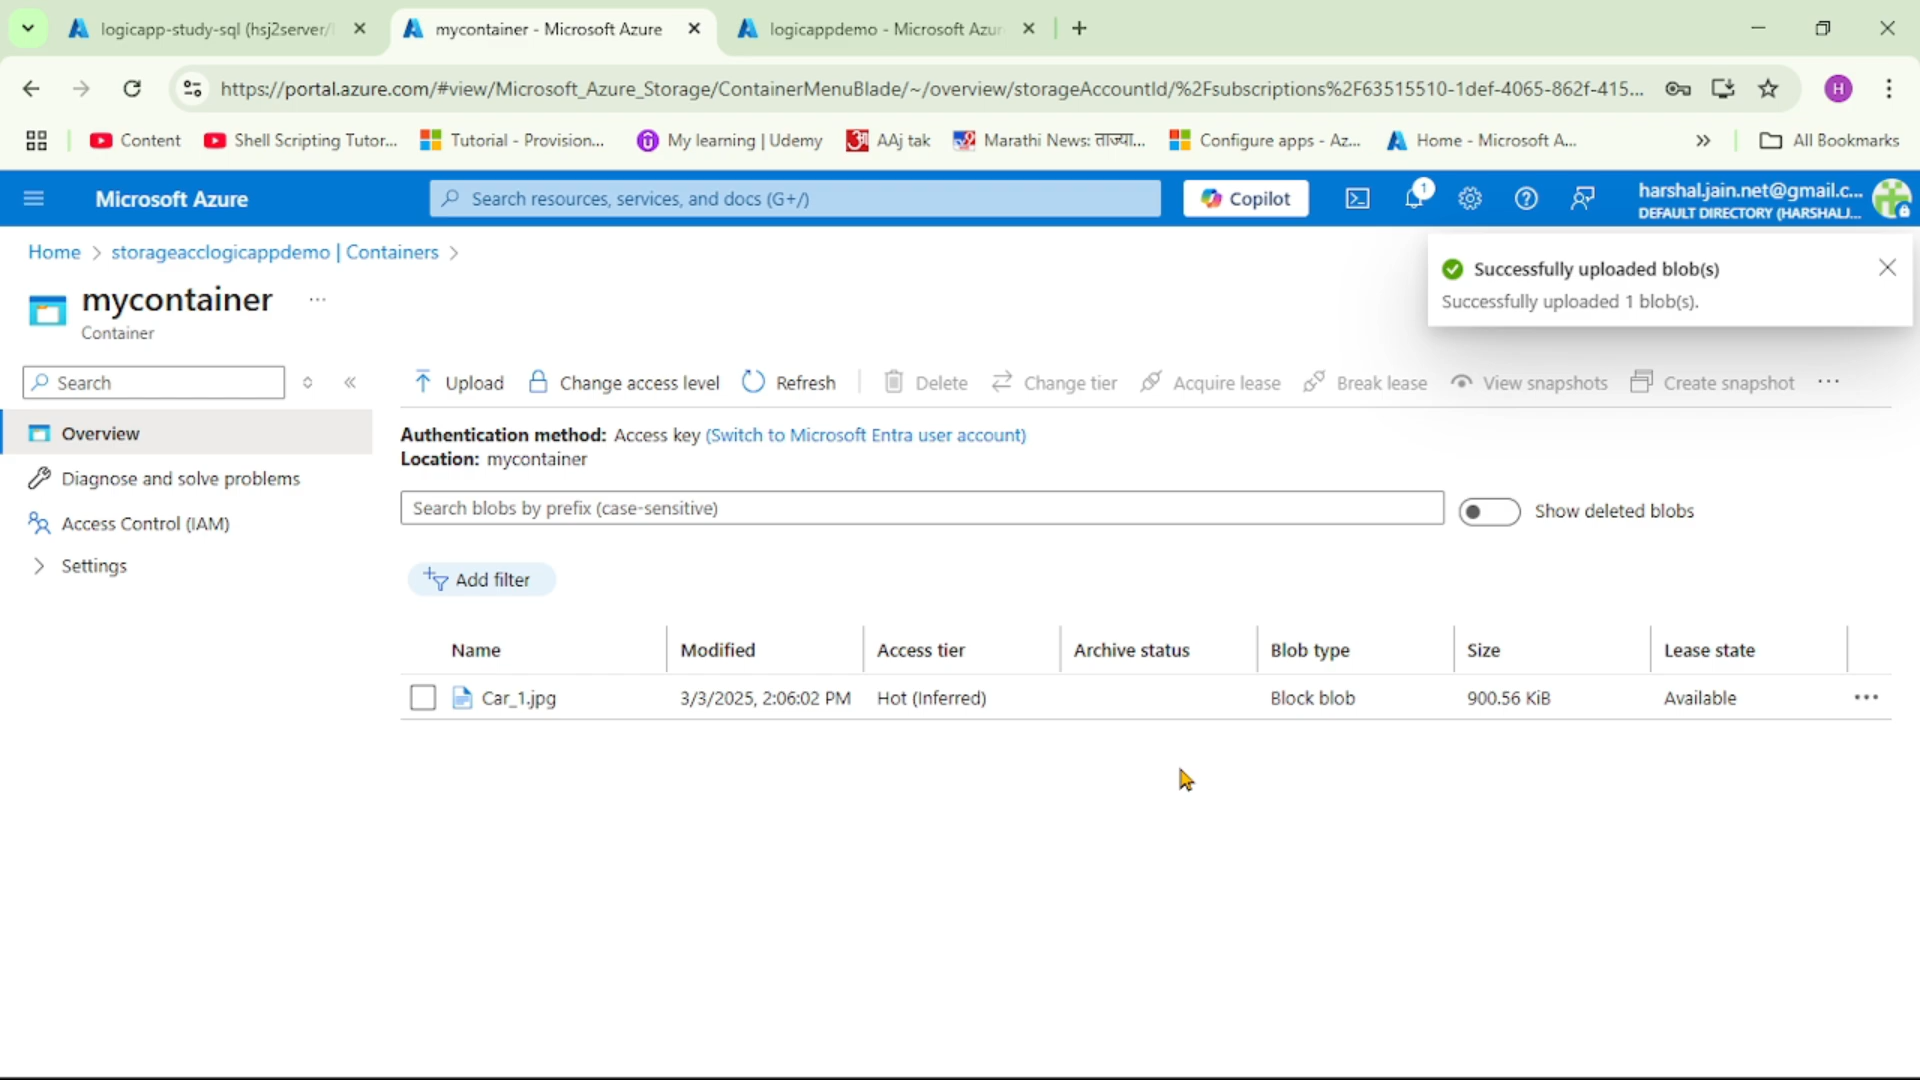 logicapp-study-sql (hsj2server/
mycontainer - Microsoft Azure
logicappdemo - Microsoft Azur
https://portal.azure.com/#view/Microsoft_Azure_Storage/ContainerMenuBlade/~/overview/storageAccountId/%2Fsubscriptions%2F63515510-1def-4065-862f-415...
H
Content
Shell Scripting Tutor...
Tutorial - Provision...
My learning | Udemy
AAj tak
Marathi News: ताज्या...
Configure apps - Az...
Home - Microsoft A...
All Bookmarks
Microsoft Azure
Search resources, services, and docs (G+/)
Copilot
1
harshal.jain.net@gmail.c...
DEFAULT DIRECTORY (HARSHALJ...
Home > storageacclogicappdemo | Containers >
Successfully uploaded blob(s)
Successfully uploaded 1 blob(s).
mycontainer
Container
Search
Upload
Change access level
Refresh
Delete
Change tier
Acquire lease
Break lease
View snapshots
Create snapshot
Overview
Diagnose and solve problems
Access Control (IAM)
Settings
Authentication method: Access key (Switch to Microsoft Entra user account)
Location: mycontainer
Search blobs by prefix (case-sensitive)
Show deleted blobs
Add filter
Name Modified Access tier Archive status Blob type Size Lease state
Car_1.jpg 3/3/2025, 2:06:02 PM Hot (Inferred) Block blob 900.56 KiB Available